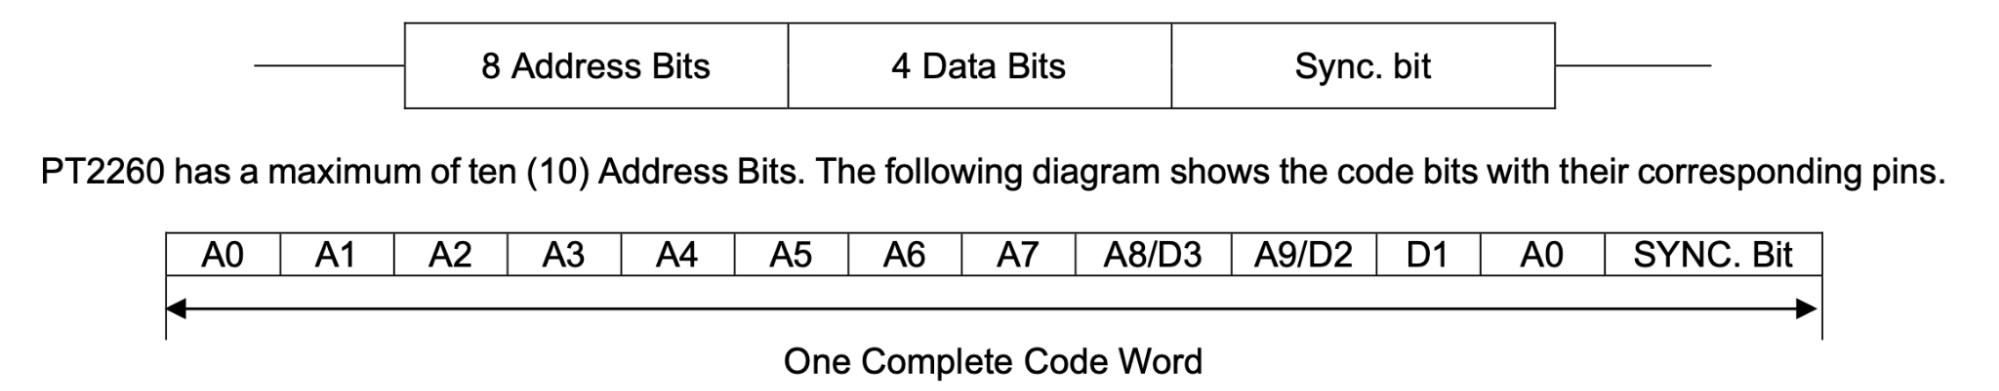 8 Address Bits 4 Data Bits Sync. bit
PT2260 has a maximum of ten (10) Address Bits. The following diagram shows the code bits with their corresponding pins.
A0 A1 A2 A3 A4 A5 A6 A7 A8/D3 A9/D2 D1 A0 SYNC. Bit
One Complete Code Word